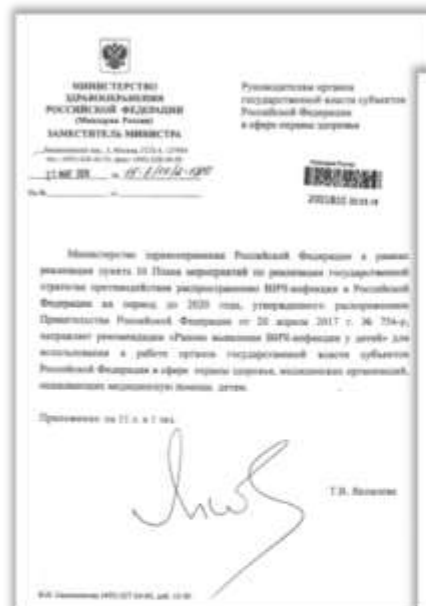 МИНИСТЕРСТВО
ЗДРАВООХРАНЕНИЯ
РОССИЙСКОЙ ФЕДЕРАЦИИ
(Минздрав России)
ЗАМЕСТИТЕЛЬ МИНИСТРА
Руководителям органов
государственной власти субъектов
Российской Федерации
в сфере охраны здоровья
Министерство здравоохранения Российской Федерации в рамках
реализации пункта 16 Плана мероприятий по реализации государственной
стратегии противодействия распространению ВИЧ-инфекции в Российской
Федерации на период до 2020 года, утвержденного распоряжением
Правительства Российской Федерации от 20 апреля 2017 г. № 754-р,
направляет рекомендации «Раннее выявление ВИЧ-инфекции у детей» для
использования в работе органов государственной власти субъектов
Российской Федерации в сфере охраны здоровья, медицинских организаций,
оказывающих медицинскую помощь детям.
Приложение: на 11 л. в 1 экз.
Т.В. Яковлева